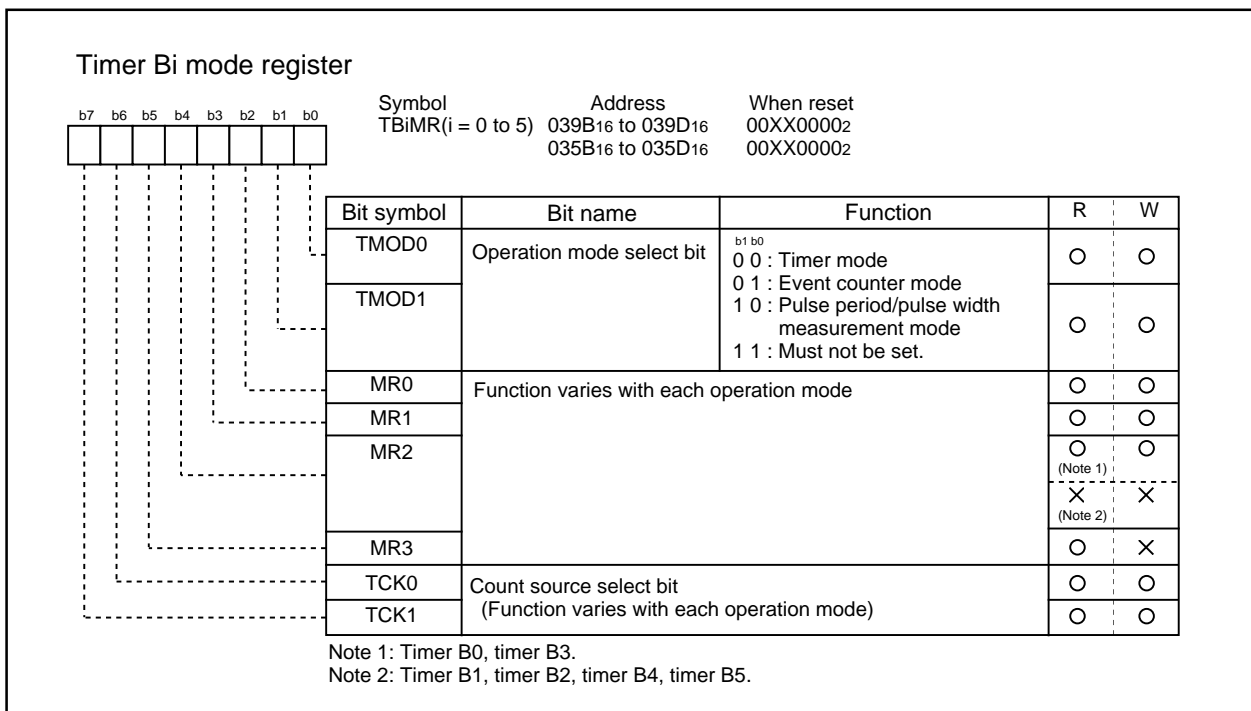 Timer Bi mode register
Symbol Address When reset
TBiMR(i = 0 to 5) 039B16 to 039D16 00XX00002
035B16 to 035D16 00XX00002
b7 b6 b5 b4 b3 b2 b1 b0
Bit symbol Bit name Function R W
TMOD0 Operation mode select bit
b1 b0
0 0 : Timer mode
0 1 : Event counter mode
TMOD1
1 0 : Pulse period/pulse width
measurement mode
1 1 : Must not be set.
MR0 Function varies with each operation mode
MR1
MR2
(Note 1)
(Note 2)
MR3
TCK0 Count source select bit
TCK1 (Function varies with each operation mode)
Note 1: Timer B0, timer B3.
Note 2: Timer B1, timer B2, timer B4, timer B5.